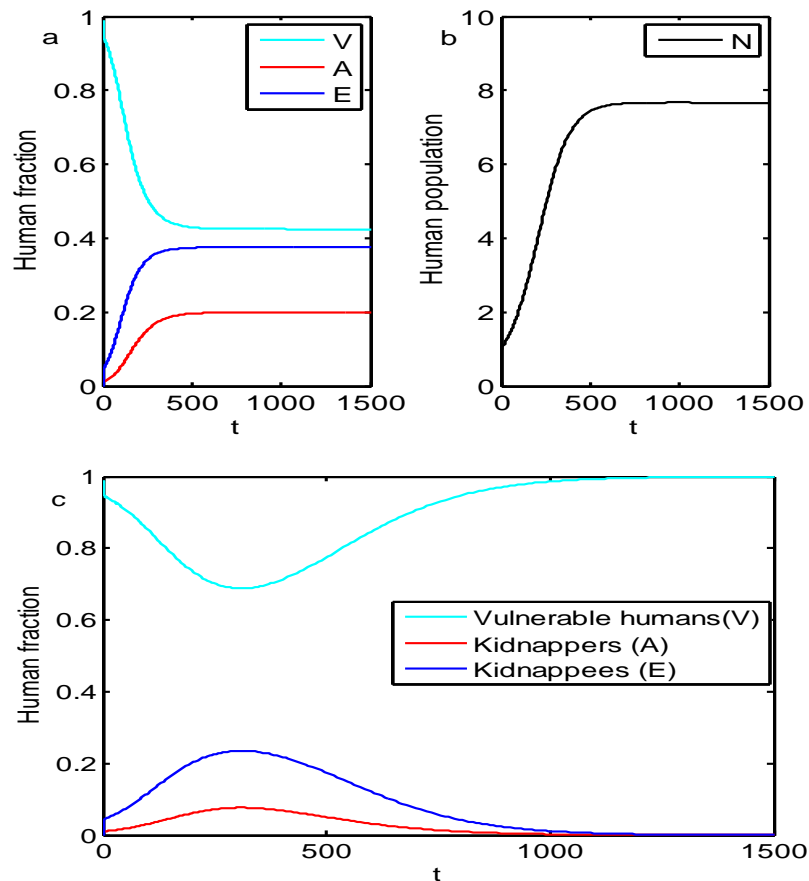 a
V
A
E
Human fraction
1
0.8
0.6
0.4
0.2
0
0 500 1000 1500
t
b
N
Human population
10
8
6
4
2
0
0 500 1000 1500
t
c
Vulnerable humans(V)
Kidnappers (A)
Kidnappees (E)
Human fraction
1
0.8
0.6
0.4
0.2
0
0 500 1000 1500
t